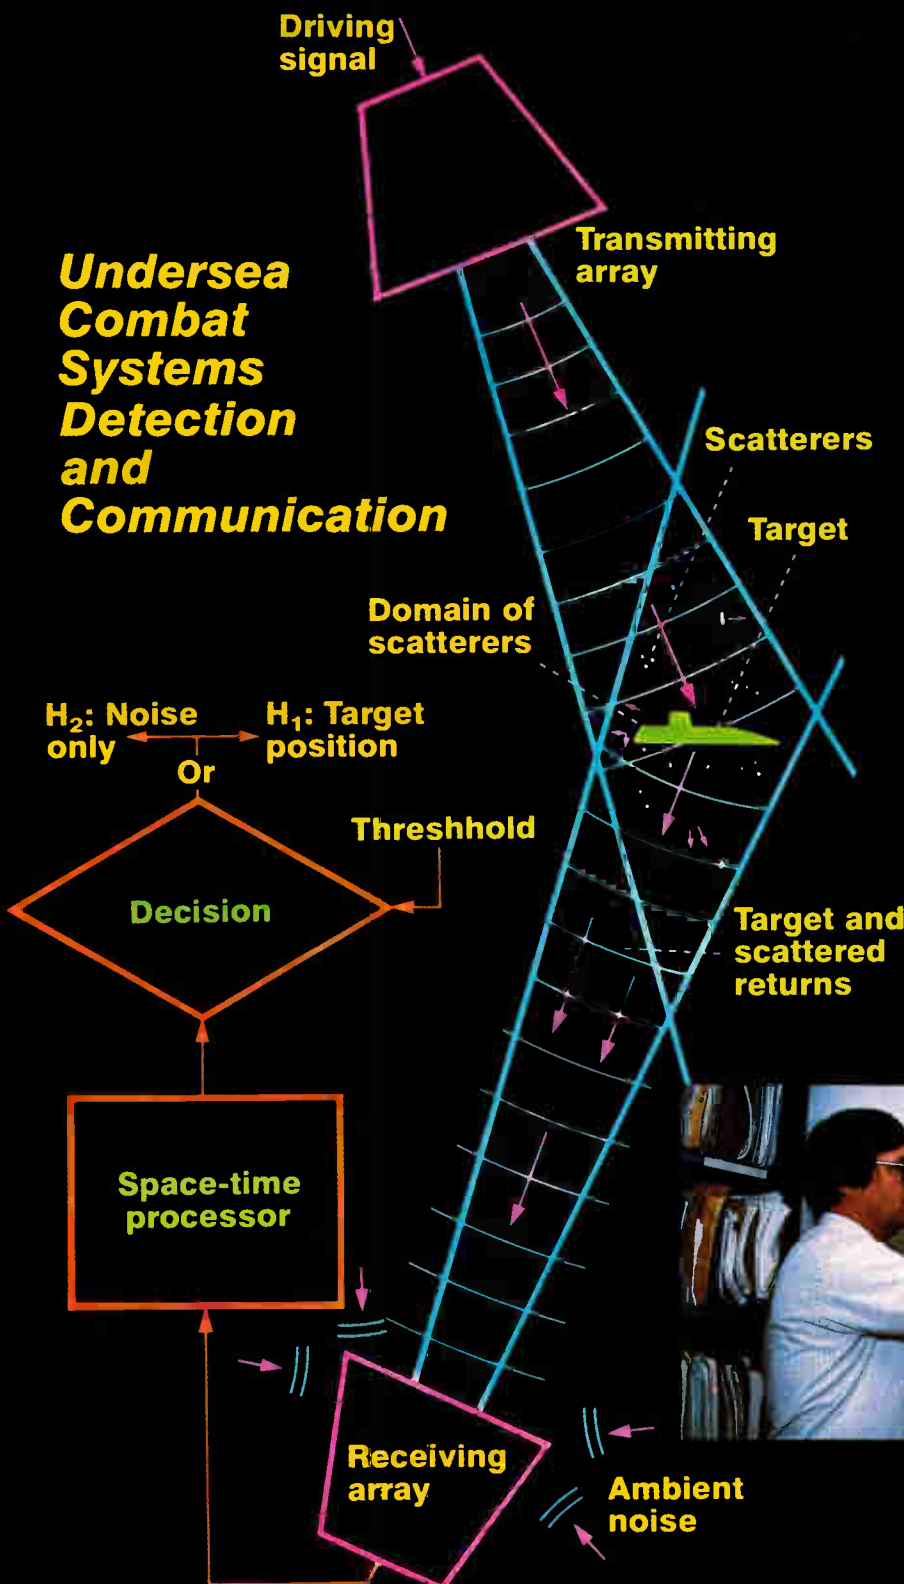 Driving
signal
Undersea
Combat
Systems
Detection
and
Communication
Transmitting
array
Scatterers
Target
Domain of
scatterers
H₂: Noise
only
H₁: Target
position
Or
Threshhold
Decision
Target and
scattered
returns
Space-time
processor
Receiving
array
Ambient
noise